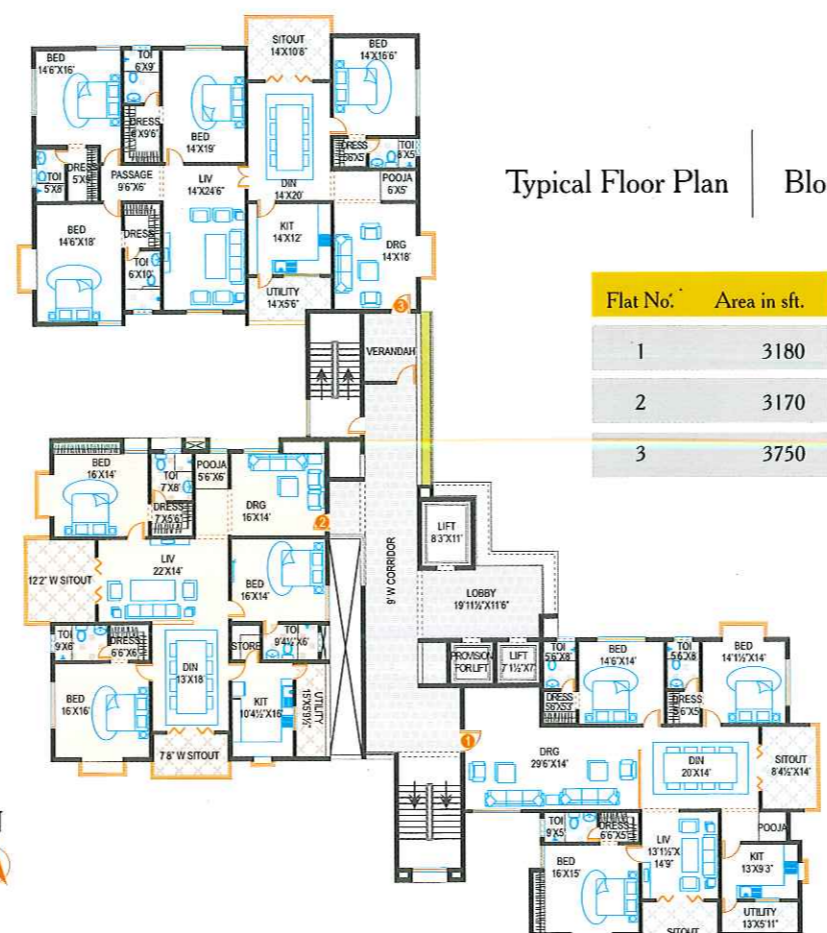 Typical Floor Plan
Blo
Flat No. Area in sft.
1 3180
2 3170
3 3750
SITOUT
14'X10'6"
BED
14'6"X16'
TOI
6'X9'
BED
14'X19'
BED
14'X16'6"
DRESS
6'X9'6"
DRESS
5'6X5'
TOI
8'X5'
TOI
5'X8'
DRESS
PASSAGE
9'6"X6'
LIV
14'X24'6"
DIN
14'X20'
POOJA
6'X5'
BED
14'6"X18'
DRESS
TOI
6'X10'
KIT
14'X12'
DRG
14'X18'
UTILITY
14'X5'6"
3
VERANDAH
BED
16'X14'
TOI
7'X8'
POOJA
5'6"X6'
DRESS
7'X5'6"
DRG
16'X14'
2
12'2" W SITOUT
LIV
22'X14'
BED
16'X14'
9' W CORRIDOR
LIFT
8'3"X11'
LOBBY
19'11½"X11'6"
TOI
9'X6'
DRESS
6'6"X6'
STORE
TOI
9'4½"X6'
DIN
13'X18'
BED
16'X16'
KIT
10'4½"X16'
UTILITY
7'8" W SITOUT
PROVISION
FOR LIFT
LIFT
7'1½"X7'
TOI
5'6"X8'
BED
14'6"X14'
TOI
5'6"X8'
BED
14'1½"X14'
DRESS
5'6"X5'3"
DRESS
1
DRG
29'6"X14'
DIN
20'X14'
SITOUT
8'4½"X14'
TOI
9'X5'
DRESS
6'6"X5'
LIV
13'1½"X
14'9"
POOJA
BED
16'X15'
KIT
13'X9'3"
UTILITY
13'X5'11"
SITOUT